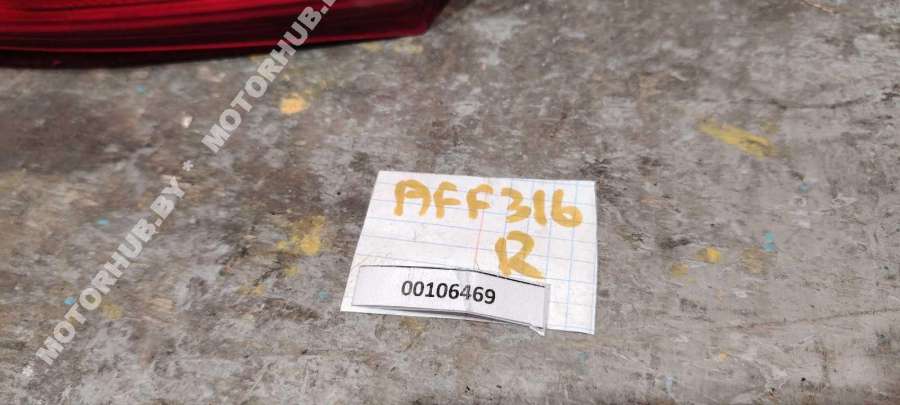 * MOTORHUB.BY * MOTORHUB.BY
AFF316
R
00106469